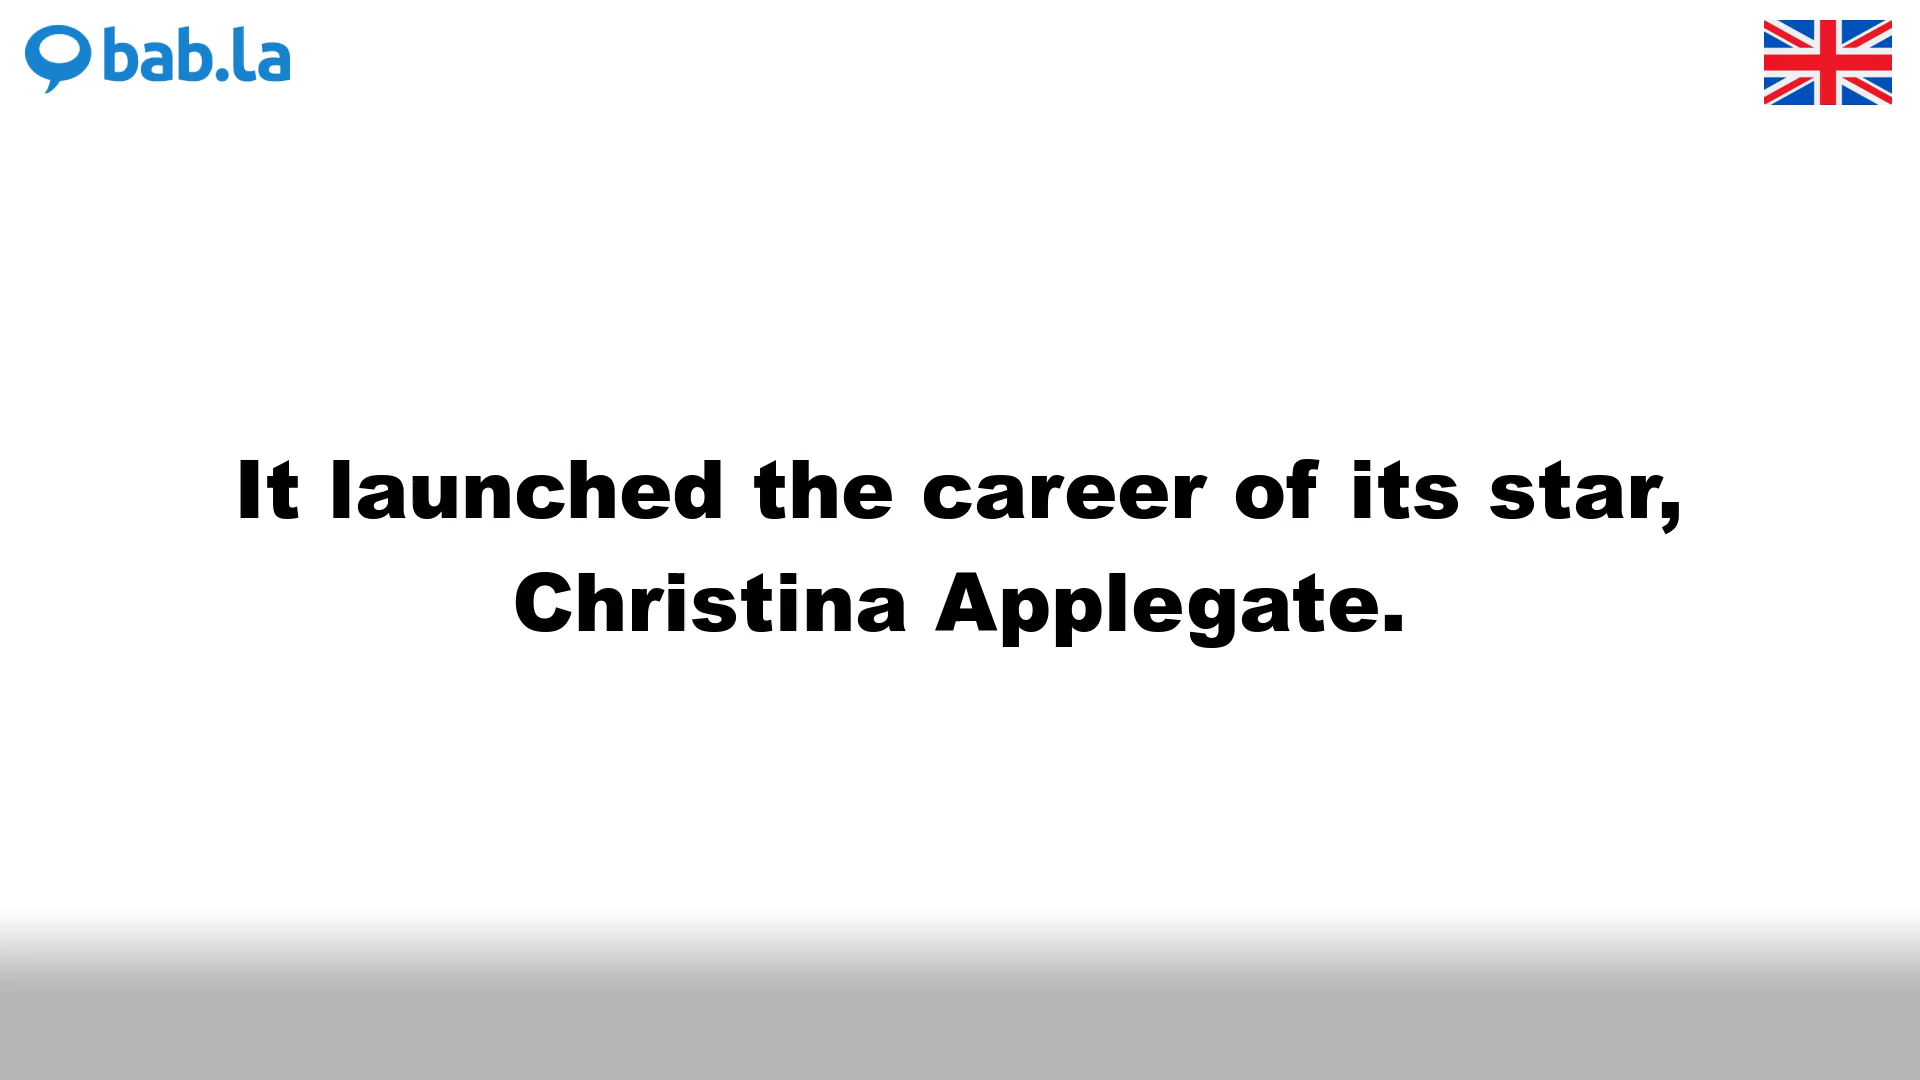 bab.la
It launched the career of its star,
Christina Applegate.